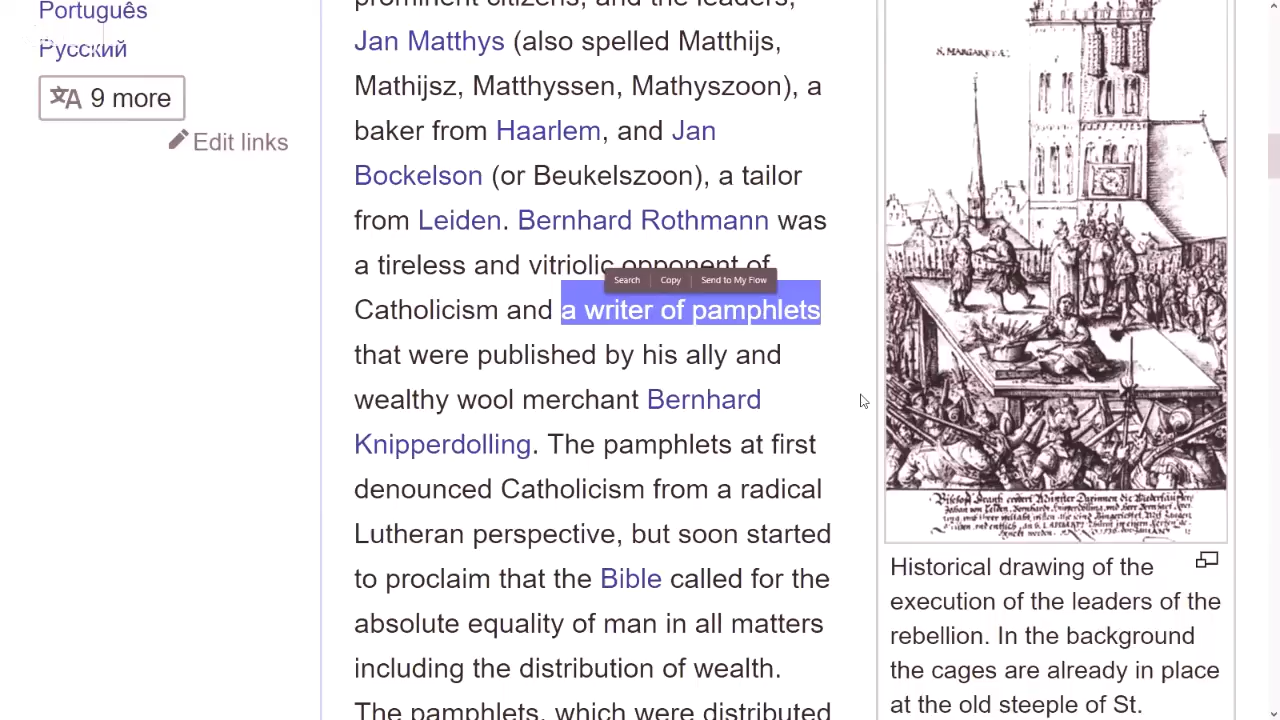 Português
Русский
9 more
Edit links
prominent citizens, and the leaders,
Jan Matthys (also spelled Matthijs,
Mathijsz, Matthyssen, Mathyszoon), a
baker from Haarlem, and Jan
Bockelson (or Beukelszoon), a tailor
from Leiden. Bernhard Rothmann was
a tireless and vitriolic opponent of
Search Copy Send to My Flow
Catholicism and a writer of pamphlets
that were published by his ally and
wealthy wool merchant Bernhard
Knipperdolling. The pamphlets at first
denounced Catholicism from a radical
Lutheran perspective, but soon started
to proclaim that the Bible called for the
absolute equality of man in all matters
including the distribution of wealth.
The pamphlets, which were distributed
S. MARGARETÆ
Historical drawing of the
execution of the leaders of the
rebellion. In the background
the cages are already in place
at the old steeple of St.